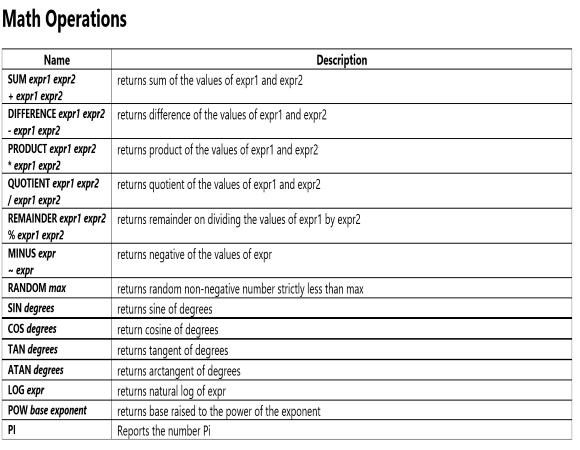 Math Operations
Name Description
SUM expr1 expr2 returns sum of the values of expr1 and expr2
+ expr1 expr2
DIFFERENCE expr1 expr2 returns difference of the values of expr1 and expr2
- expr1 expr2
PRODUCT expr1 expr2 returns product of the values of expr1 and expr2
* expr1 expr2
QUOTIENT expr1 expr2 returns quotient of the values of expr1 and expr2
/ expr1 expr2
REMAINDER expr1 expr2 returns remainder on dividing the values of expr1 by expr2
% expr1 expr2
MINUS expr returns negative of the values of expr
~ expr
RANDOM max returns random non-negative number strictly less than max
SIN degrees returns sine of degrees
COS degrees return cosine of degrees
TAN degrees returns tangent of degrees
ATAN degrees returns arctangent of degrees
LOG expr returns natural log of expr
POW base exponent returns base raised to the power of the exponent
PI Reports the number Pi